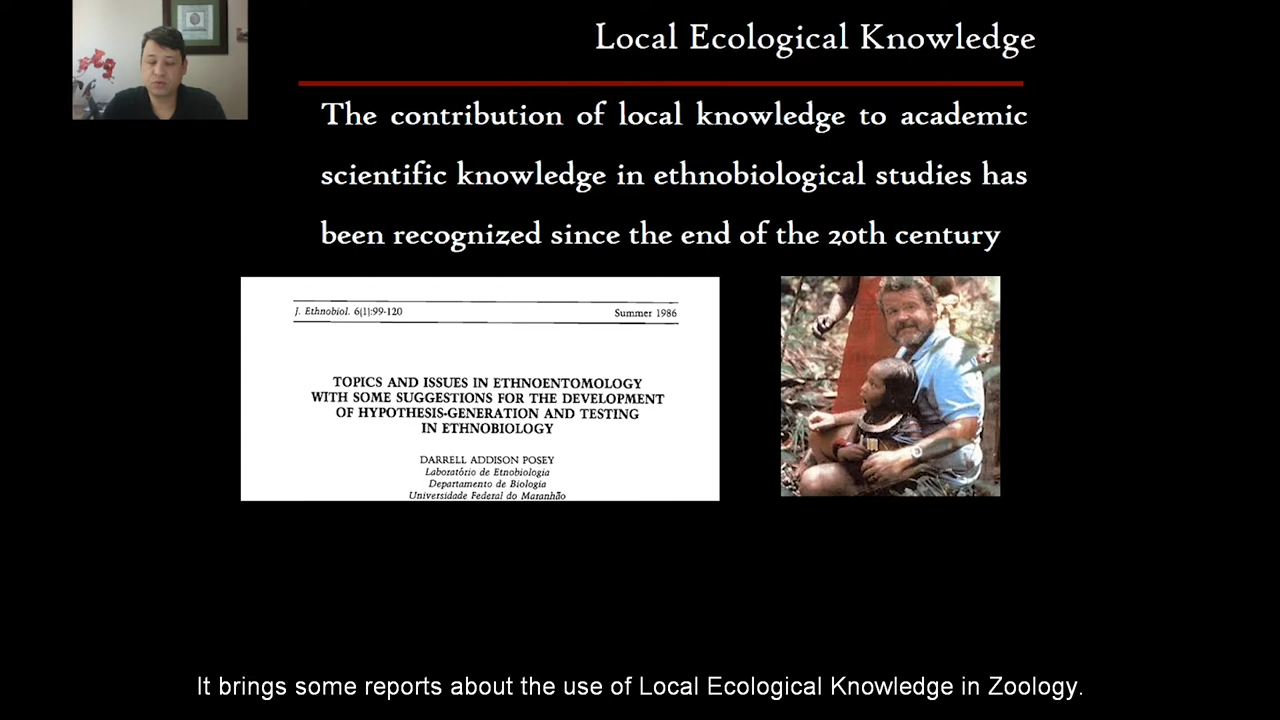 Local Ecological Knowledge
The contribution of local knowledge to academic
scientific knowledge in ethnobiological studies has
been recognized since the end of the 20th century
J. Ethnobiol. 6(1):99-120
Summer 1986
TOPICS AND ISSUES IN ETHNOENTOMOLOGY
WITH SOME SUGGESTIONS FOR THE DEVELOPMENT
OF HYPOTHESIS-GENERATION AND TESTING
IN ETHNOBIOLOGY
DARRELL ADDISON POSEY
Laboratório de Etnobiologia
Departamento de Biologia
Universidade Federal do Maranhão
It brings some reports about the use of Local Ecological Knowledge in Zoology.